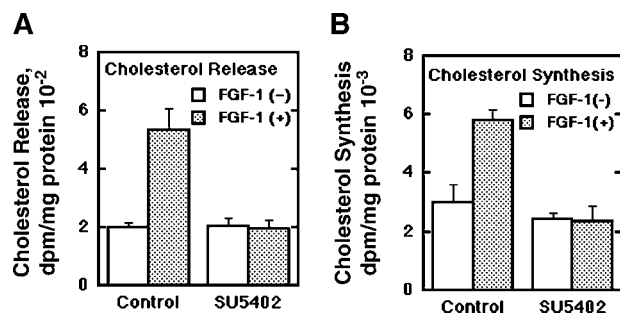 A
Cholesterol Release,
dpm/mg protein 10-2
8
6
4
2
0
Cholesterol Release
FGF-1 (−)
FGF-1 (+)
Control SU5402
B
Cholesterol Synthesis
dpm/mg protein 10-3
8
6
4
2
0
Cholesterol Synthesis
FGF-1(-)
FGF-1(+)
Control SU5402